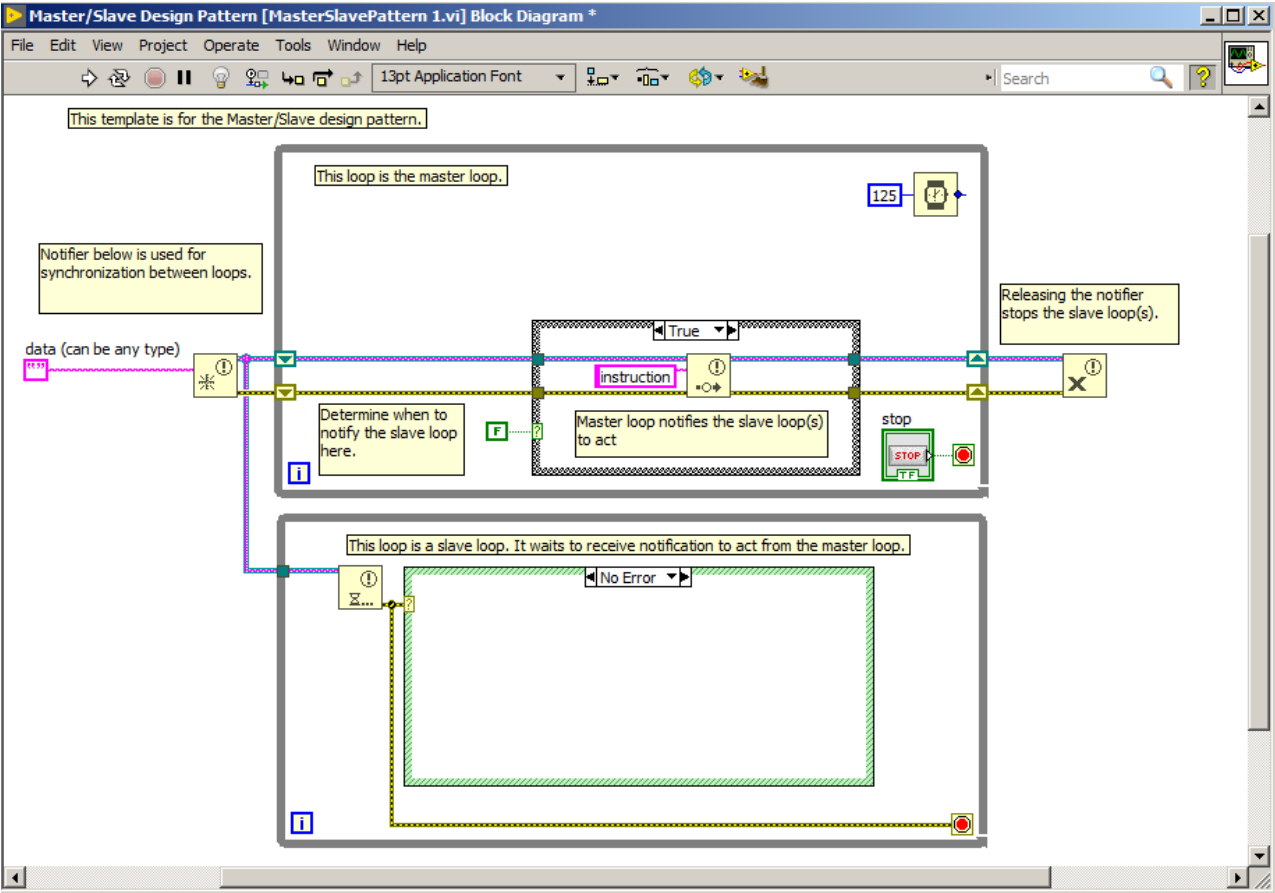 Master/Slave Design Pattern [MasterSlavePattern 1.vi] Block Diagram *
File Edit View Project Operate Tools Window Help
13pt Application Font
Search
This template is for the Master/Slave design pattern.
This loop is the master loop.
125
Notifier below is used for
synchronization between loops.
Releasing the notifier
stops the slave loop(s).
True
data (can be any type)
instruction
Determine when to
notify the slave loop
here.
F
Master loop notifies the slave loop(s)
to act
stop
STOP
TF
i
This loop is a slave loop. It waits to receive notification to act from the master loop.
No Error
i